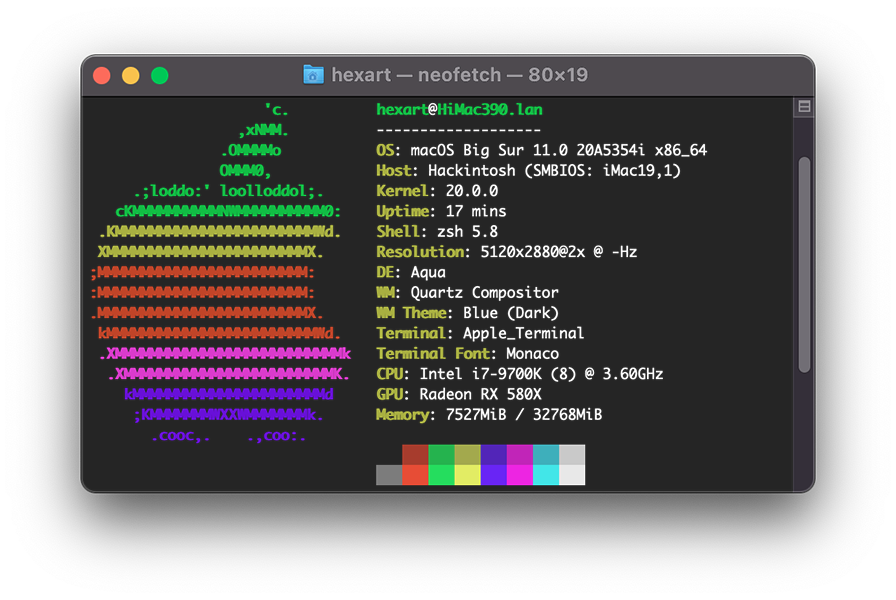 hexart — neofetch — 80×19
'c.
,xNMM.
.OMMMMo
OMMM0,
.;loddo:' loolloddol;.
cKMMMMMMMMMMNWMMMMMMMMMM0:
.KMMMMMMMMMMMMMMMMMMMMMMMWd.
XMMMMMMMMMMMMMMMMMMMMMMMX.
;MMMMMMMMMMMMMMMMMMMMMMMM:
:MMMMMMMMMMMMMMMMMMMMMMMM:
.MMMMMMMMMMMMMMMMMMMMMMMMX.
kMMMMMMMMMMMMMMMMMMMMMMMMWd.
.XMMMMMMMMMMMMMMMMMMMMMMMMMMk
.XMMMMMMMMMMMMMMMMMMMMMMMMK.
kMMMMMMMMMMMMMMMMMMMMMMd
;KMMMMMMMWXXWMMMMMMMk.
.cooc,. .,coo:.
hexart@HiMac390.lan
-------------------
OS: macOS Big Sur 11.0 20A5354i x86_64
Host: Hackintosh (SMBIOS: iMac19,1)
Kernel: 20.0.0
Uptime: 17 mins
Shell: zsh 5.8
Resolution: 5120x2880@2x @ -Hz
DE: Aqua
WM: Quartz Compositor
WM Theme: Blue (Dark)
Terminal: Apple_Terminal
Terminal Font: Monaco
CPU: Intel i7-9700K (8) @ 3.60GHz
GPU: Radeon RX 580X
Memory: 7527MiB / 32768MiB